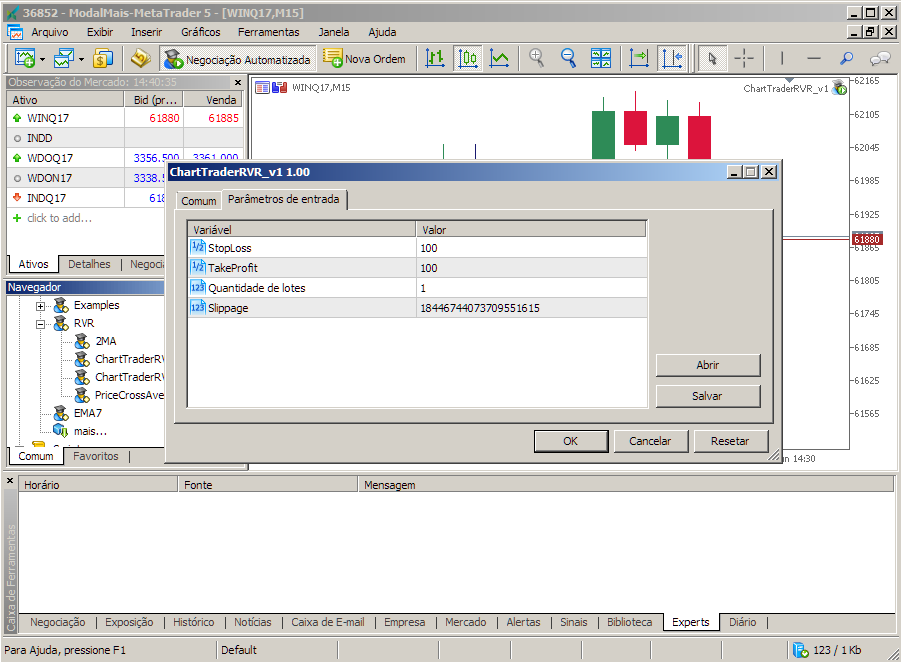 36852 - ModalMais-MetaTrader 5 - [WINQ17,M15]
Arquivo Exibir Inserir Gráficos Ferramentas Janela Ajuda
Negociação Automatizada Nova Ordem
Observação do Mercado: 14:40:35
Ativo Bid (pr... Venda
WINQ17 61880 61885
INDD
WDOQ17 3356.500 3361.000
WDON17 3338.5
INDQ17 618
click to add...
Ativos Detalhes Negocia
WINQ17,M15
ChartTraderRVR_v1
62165
62105
62045
61985
61925
61880
61865
61805
61745
61685
61625
61565
14:30
ChartTraderRVR_v1 1.00
Comum Parâmetros de entrada
Variável Valor
StopLoss 100
TakeProfit 100
Quantidade de lotes 1
Slippage 18446744073709551615
Abrir
Salvar
OK Cancelar Resetar
Navegador
Examples
RVR
2MA
ChartTraderRV
ChartTraderRV
PriceCrossAve
EMA7
mais...
Comum Favoritos
Horário Fonte Mensagem
Caixa de Ferramentas
Negociação Exposição Histórico Notícias Caixa de E-mail Empresa Mercado Alertas Sinais Biblioteca Experts Diário
Para Ajuda, pressione F1 Default 123 / 1 Kb